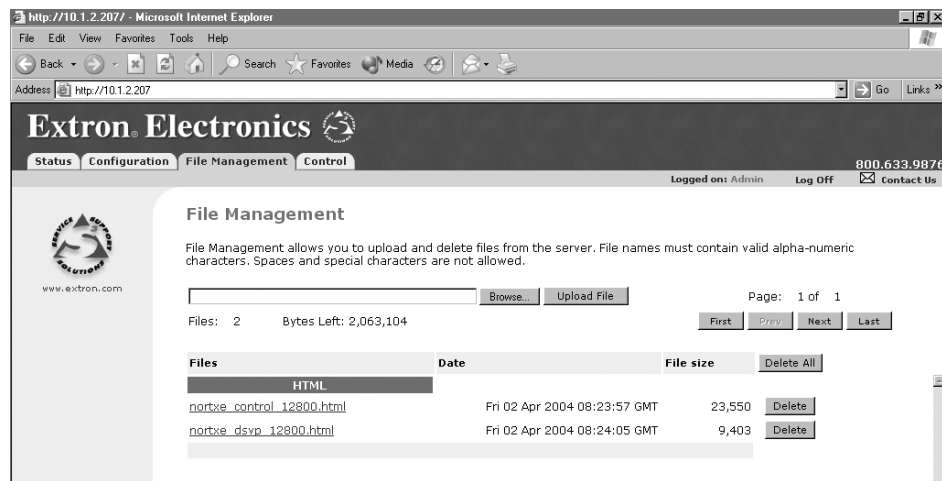 http://10.1.2.207/ - Microsoft Internet Explorer
File Edit View Favorites Tools Help
Back Search Favorites Media
Address http://10.1.2.207 Go Links »
Extron® Electronics
Status Configuration File Management Control
800.633.9876
Logged on: Admin Log Off Contact Us
SERVICE SUPPORT SOLUTIONS
www.extron.com
File Management
File Management allows you to upload and delete files from the server. File names must contain valid alpha-numeric
characters. Spaces and special characters are not allowed.
Browse... Upload File Page: 1 of 1
Files: 2 Bytes Left: 2,063,104 First Prev Next Last
Files Date File size Delete All
HTML
nortxe_control_12800.html Fri 02 Apr 2004 08:23:57 GMT 23,550 Delete
nortxe_dsvp_12800.html Fri 02 Apr 2004 08:24:05 GMT 9,403 Delete